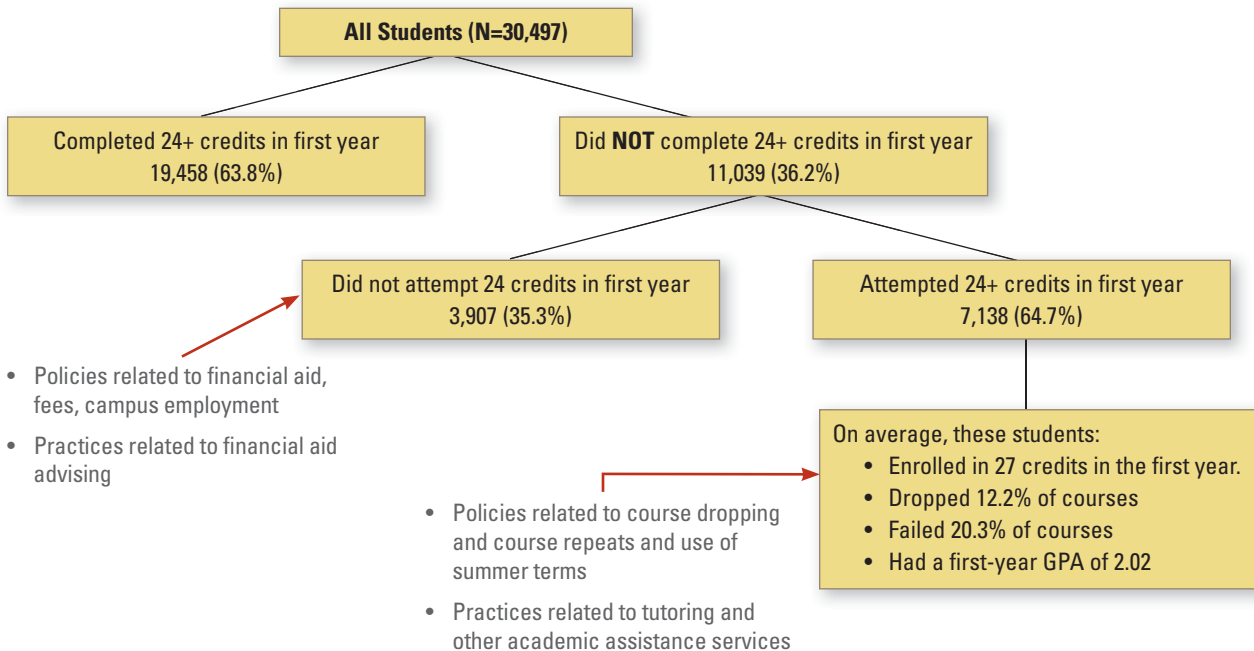 All Students (N=30,497)
Completed 24+ credits in first year
19,458 (63.8%)
Did NOT complete 24+ credits in first year
11,039 (36.2%)
Did not attempt 24 credits in first year
3,907 (35.3%)
Attempted 24+ credits in first year
7,138 (64.7%)
• Policies related to financial aid,
fees, campus employment
• Practices related to financial aid
advising
On average, these students:
• Enrolled in 27 credits in the first year.
• Dropped 12.2% of courses
• Failed 20.3% of courses
• Had a first-year GPA of 2.02
• Policies related to course dropping
and course repeats and use of
summer terms
• Practices related to tutoring and
other academic assistance services